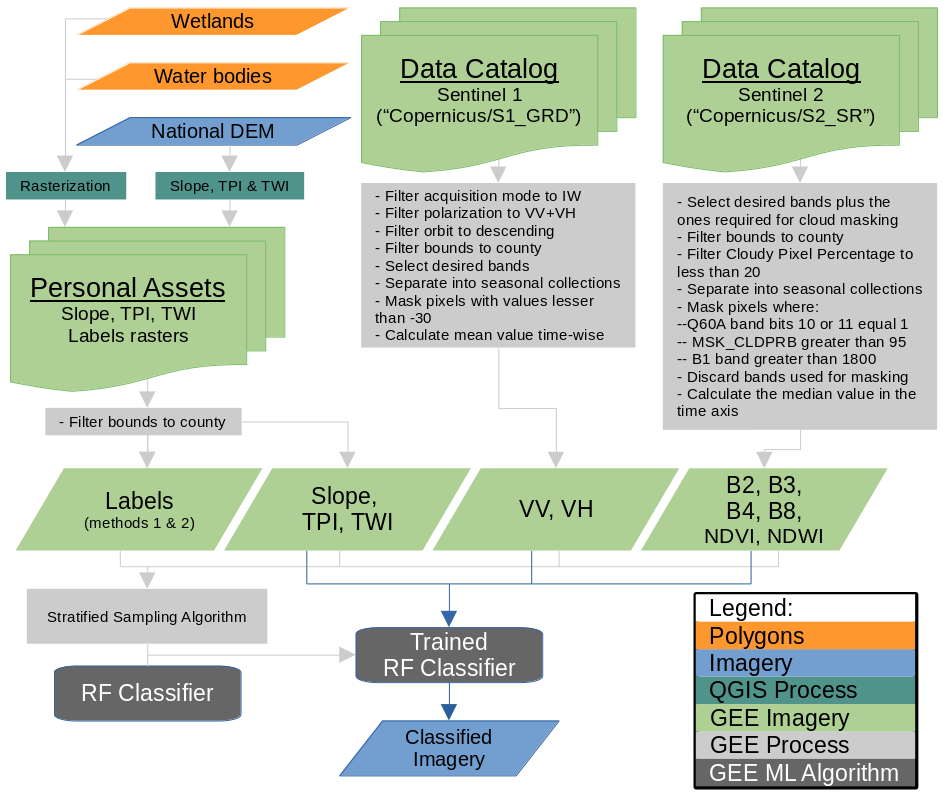 Wetlands
Water bodies
National DEM
Rasterization
Slope, TPI & TWI
Personal Assets
Slope, TPI, TWI
Labels rasters
- Filter bounds to county
Data Catalog
Sentinel 1
(“Copernicus/S1_GRD”)
- Filter acquisition mode to IW
- Filter polarization to VV+VH
- Filter orbit to descending
- Filter bounds to county
- Select desired bands
- Separate into seasonal collections
- Mask pixels with values lesser
than -30
- Calculate mean value time-wise
Data Catalog
Sentinel 2
(“Copernicus/S2_SR”)
- Select desired bands plus the
ones required for cloud masking
- Filter bounds to county
- Filter Cloudy Pixel Percentage to
less than 20
- Separate into seasonal collections
- Mask pixels where:
--Q60A band bits 10 or 11 equal 1
-- MSK_CLDPRB greater than 95
-- B1 band greater than 1800
- Discard bands used for masking
- Calculate the median value in the
time axis
Labels
(methods 1 & 2)
Slope,
TPI, TWI
VV, VH
B2, B3,
B4, B8,
NDVI, NDWI
Stratified Sampling Algorithm
RF Classifier
Trained
RF Classifier
Classified
Imagery
Legend:
Polygons
Imagery
QGIS Process
GEE Imagery
GEE Process
GEE ML Algorithm